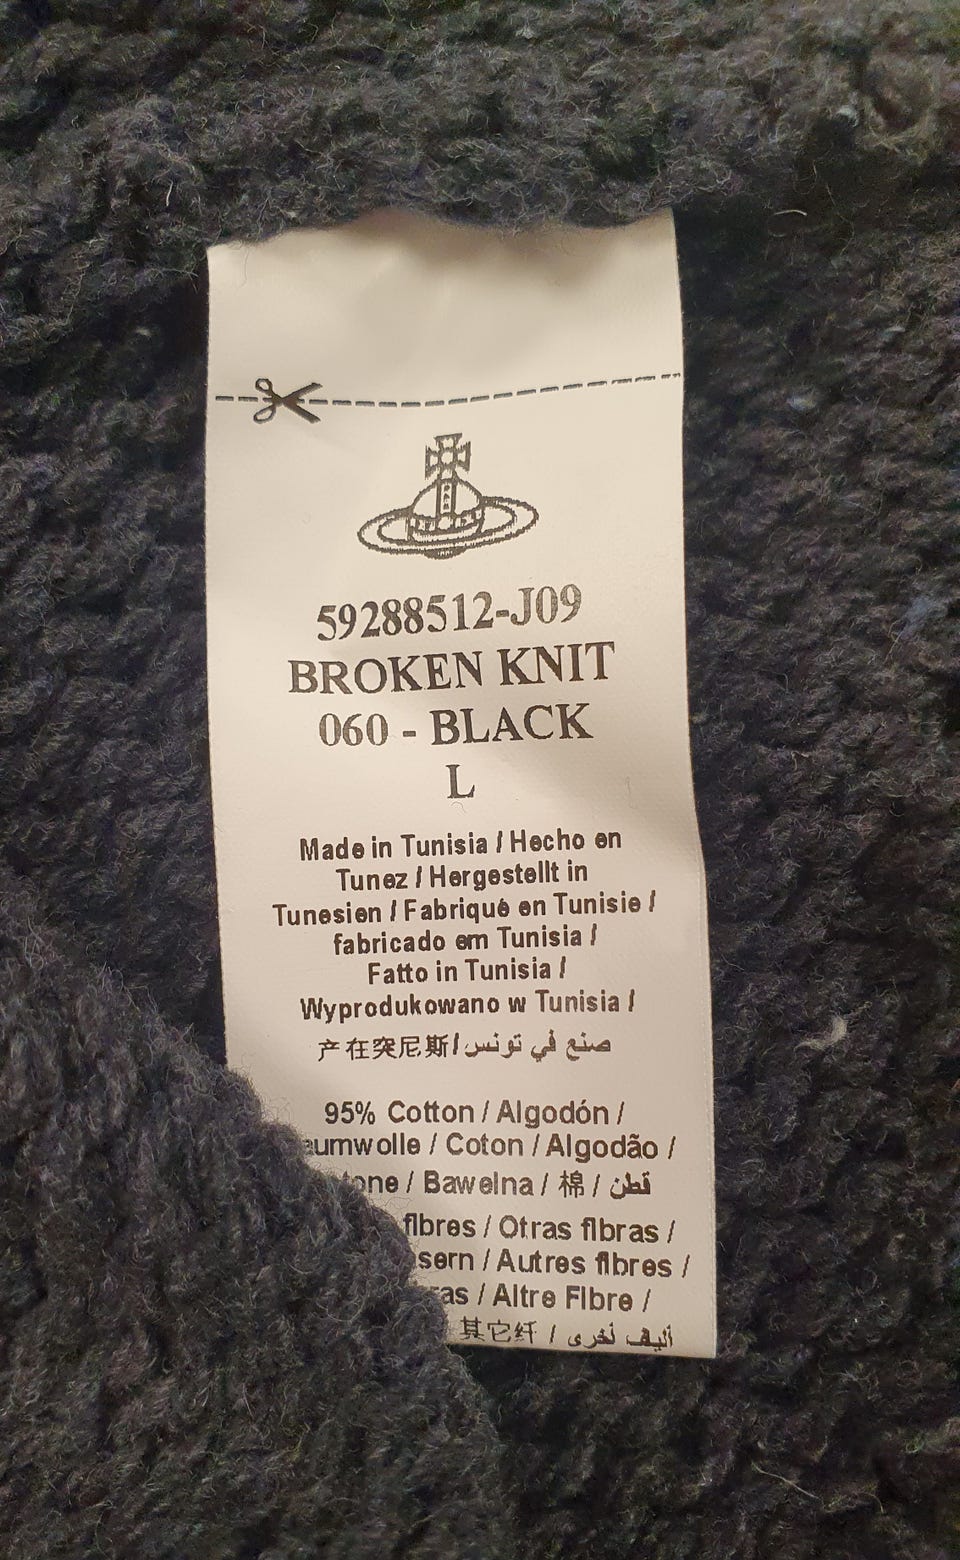 59288512-J09
BROKEN KNIT
060 - BLACK
L
Made in Tunisia / Hecho en
Tunez / Hergestellt in
Tunesien / Fabriqué en Tunisie /
fabricado em Tunisia /
Fatto in Tunisia /
Wyprodukowano w Tunisia /
产在突尼斯/صنع في تونس
95% Cotton / Algodón /
/ Coton / Algodão /
/ Bawelna / 棉 / قطن
fibres / Otras fibras /
/ Autres fibres /
/ Altre Fibre /
其它纤 / أليف أخرى